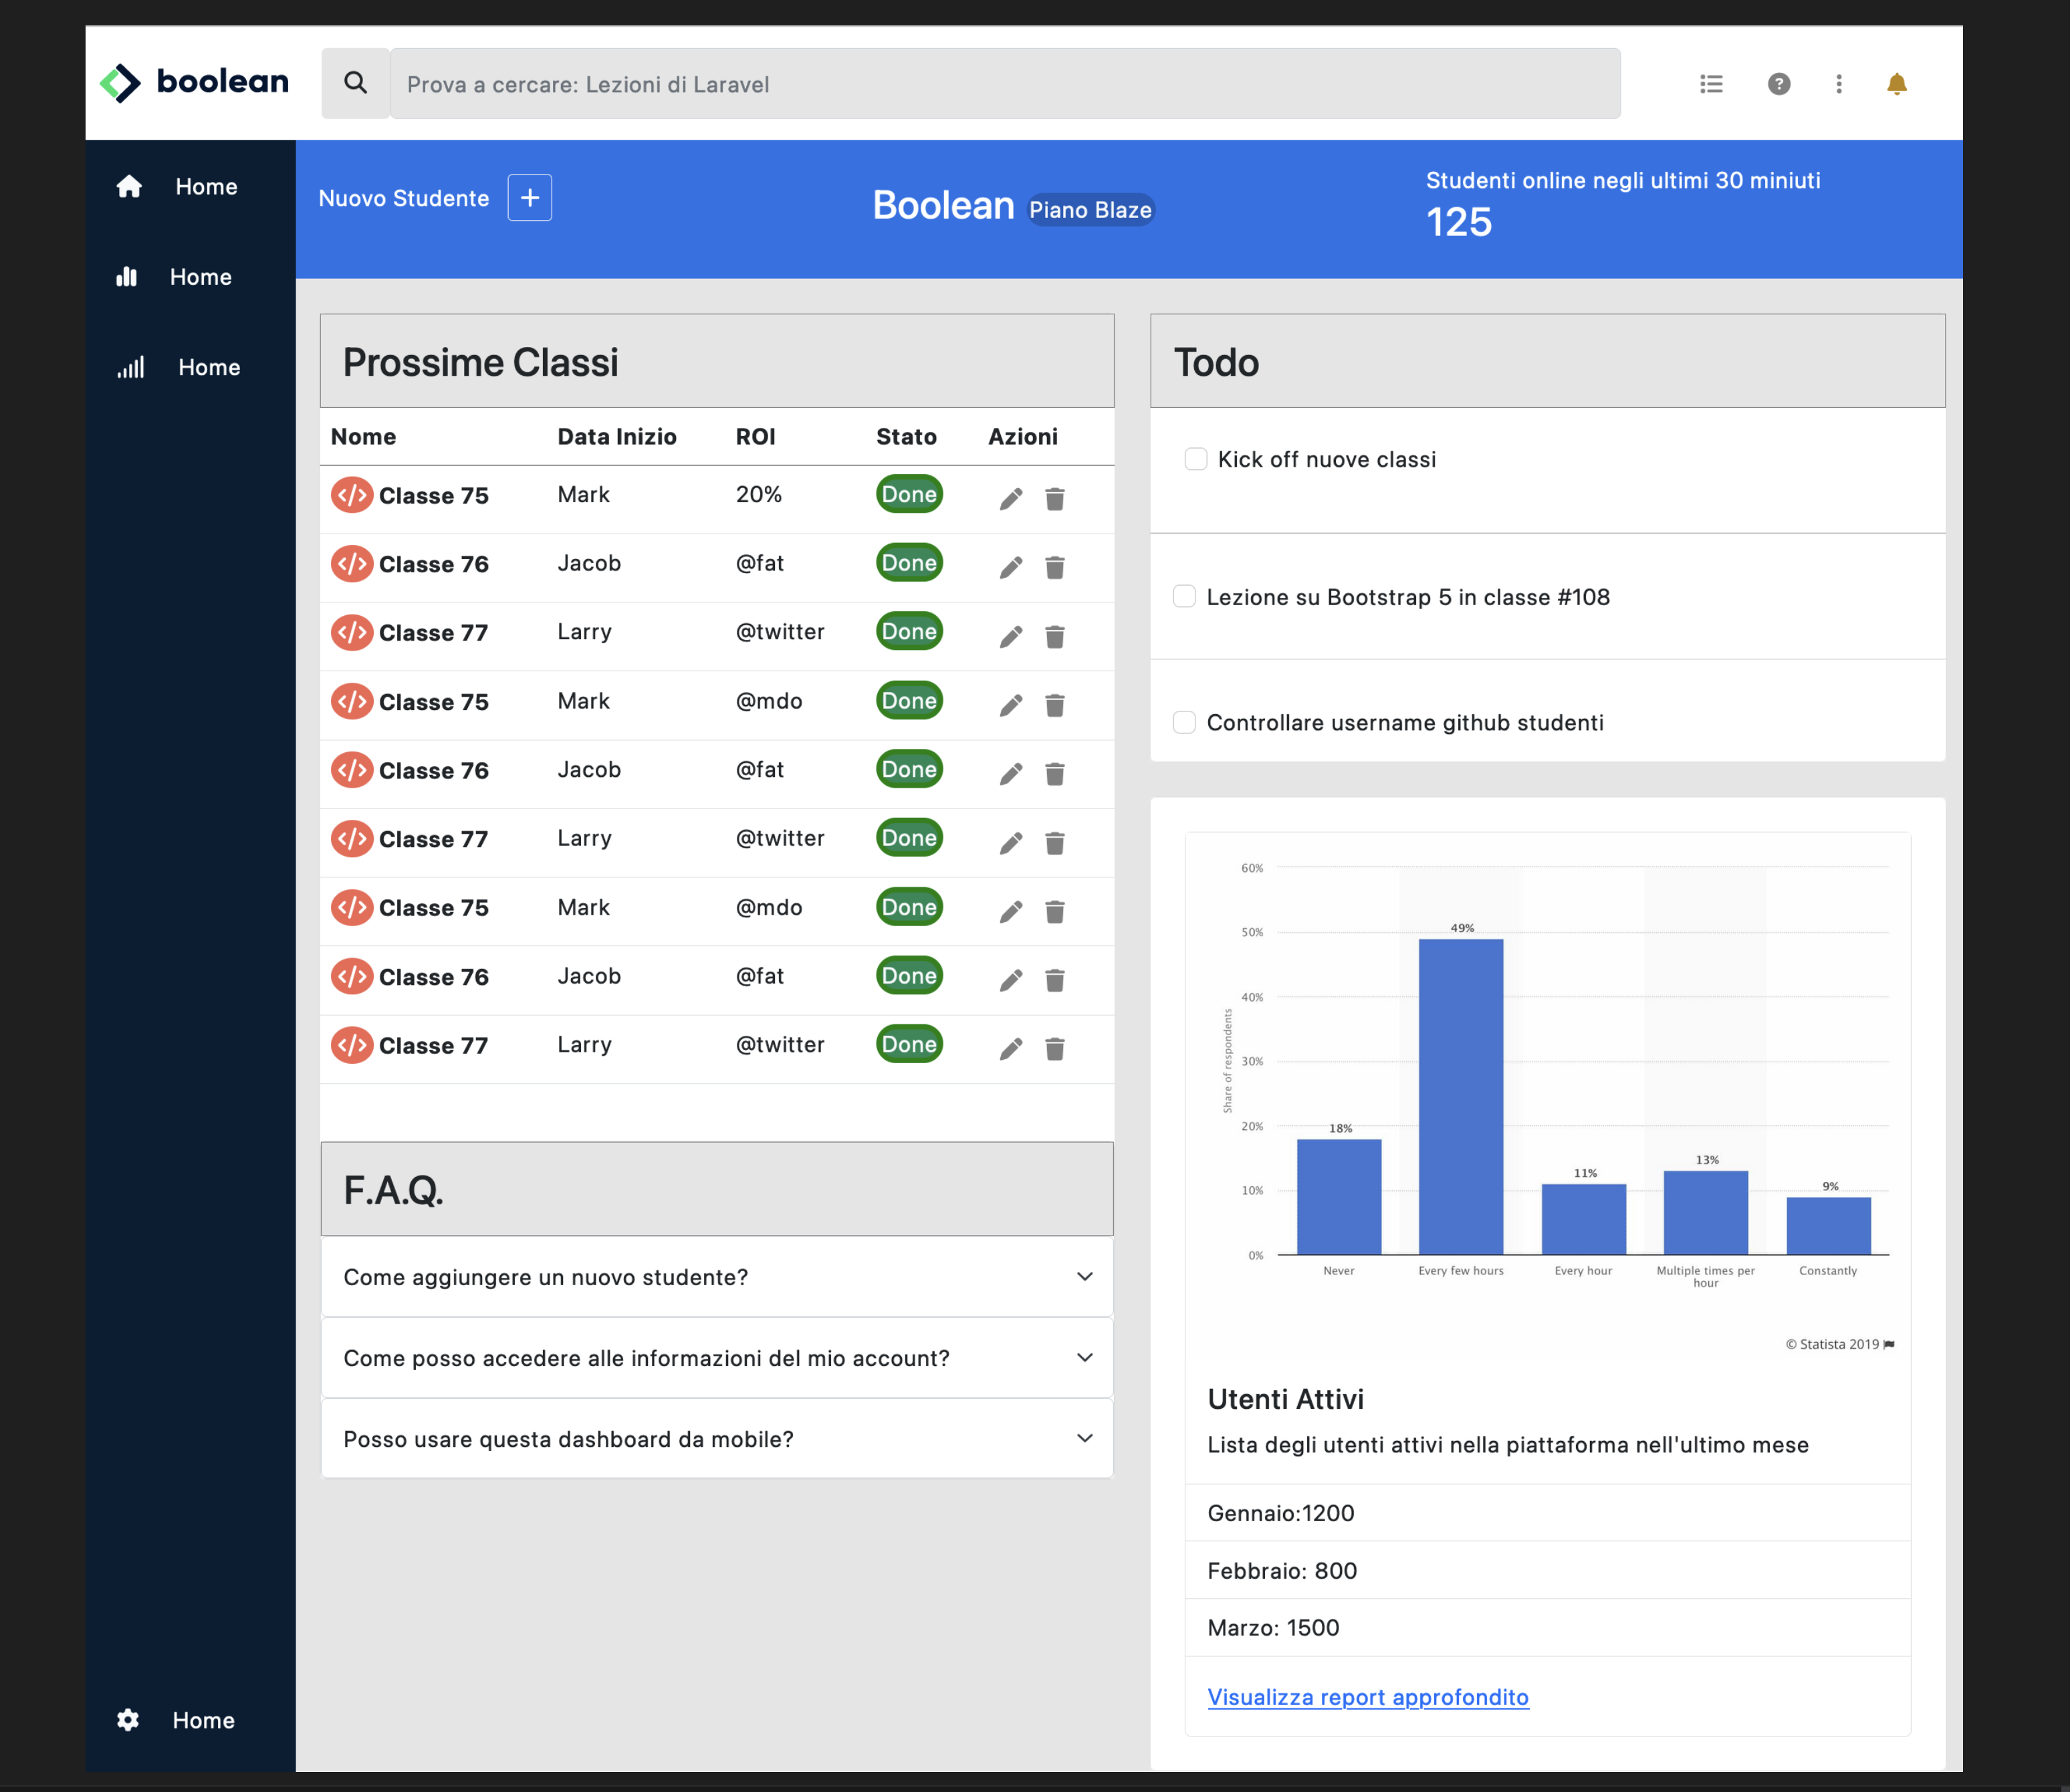 boolean
Prova a cercare: Lezioni di Laravel
Home
Home
Home
Home
Nuovo Studente
Boolean Piano Blaze
Studenti online negli ultimi 30 miniuti
125
Prossime Classi
Nome Data Inizio ROI Stato Azioni
Classe 75 Mark 20% Done
Classe 76 Jacob @fat Done
Classe 77 Larry @twitter Done
Classe 75 Mark @mdo Done
Classe 76 Jacob @fat Done
Classe 77 Larry @twitter Done
Classe 75 Mark @mdo Done
Classe 76 Jacob @fat Done
Classe 77 Larry @twitter Done
F.A.Q.
Come aggiungere un nuovo studente?
Come posso accedere alle informazioni del mio account?
Posso usare questa dashboard da mobile?
Todo
Kick off nuove classi
Lezione su Bootstrap 5 in classe #108
Controllare username github studenti
Share of respondents
60%
50%
40%
30%
20%
10%
0%
18%
49%
11%
13%
9%
Never
Every few hours
Every hour
Multiple times per
hour
Constantly
© Statista 2019
Utenti Attivi
Lista degli utenti attivi nella piattaforma nell'ultimo mese
Gennaio:1200
Febbraio: 800
Marzo: 1500
Visualizza report approfondito